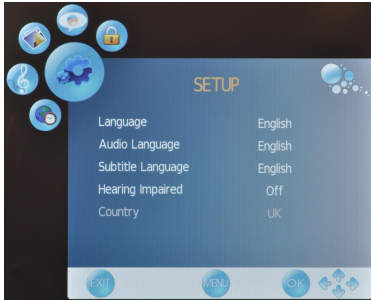 SETUP
Language English
Audio Language English
Subtitle Language English
Hearing Impaired Off
Country UK
EXIT MENU OK